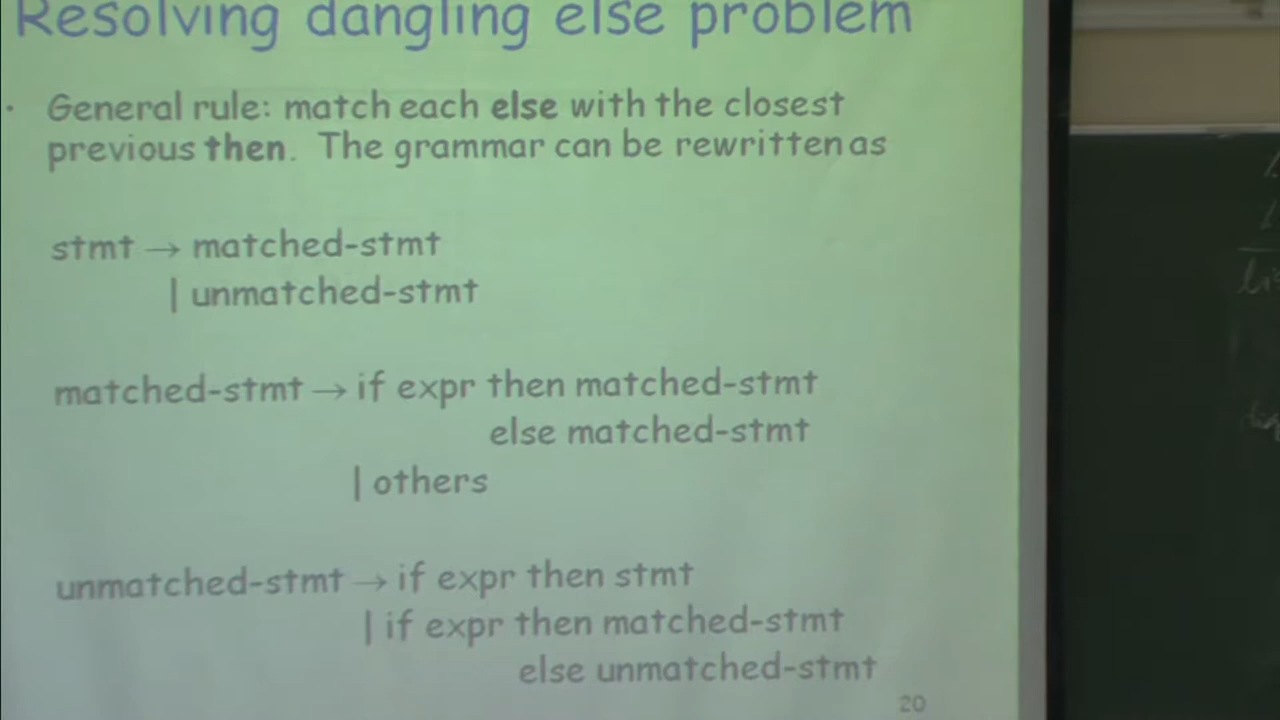 Resolving dangling else problem
• General rule: match each else with the closest
previous then. The grammar can be rewritten as
stmt → matched-stmt
| unmatched-stmt
matched-stmt → if expr then matched-stmt
else matched-stmt
| others
unmatched-stmt → if expr then stmt
| if expr then matched-stmt
else unmatched-stmt
20